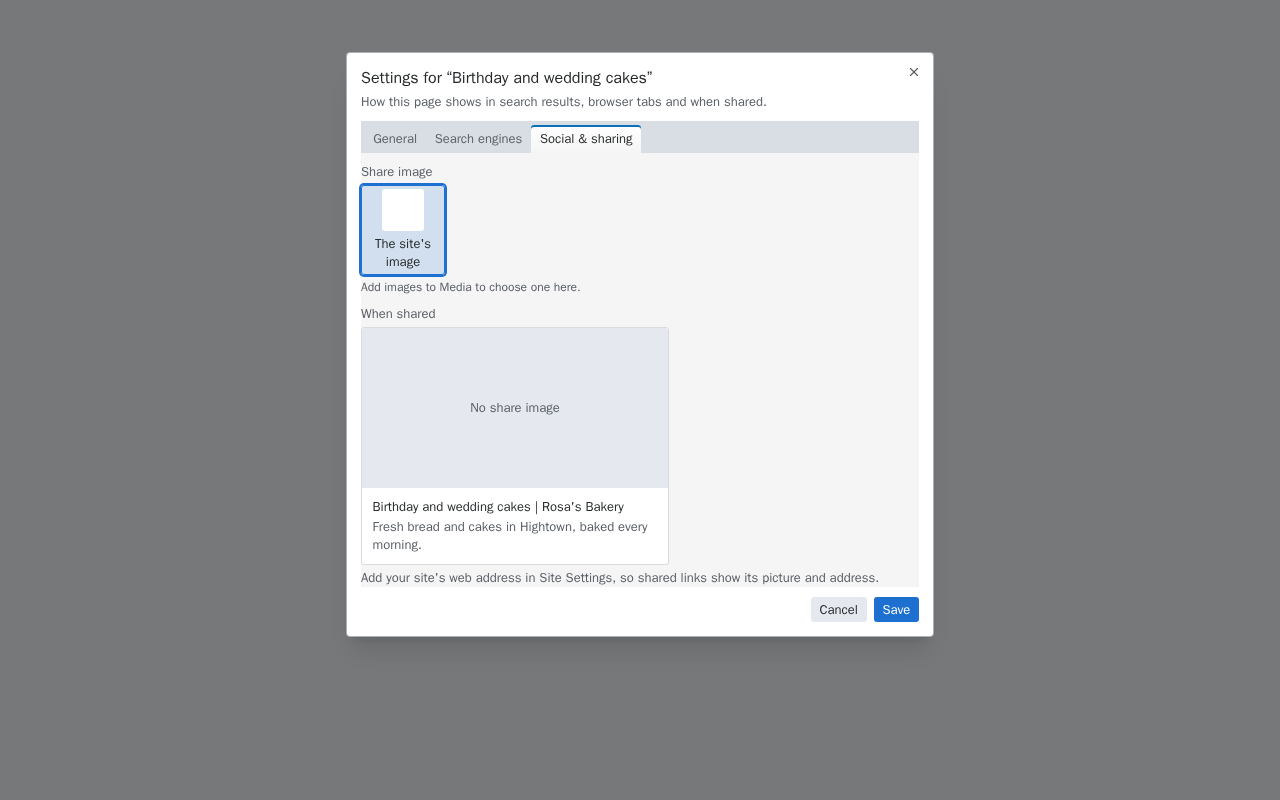 Settings for “Birthday and wedding cakes”
How this page shows in search results, browser tabs and when shared.
General
Search engines
Social & sharing
Share image
The site's
image
Add images to Media to choose one here.
When shared
No share image
Birthday and wedding cakes | Rosa's Bakery
Fresh bread and cakes in Hightown, baked every
morning.
Add your site's web address in Site Settings, so shared links show its picture and address.
Cancel
Save